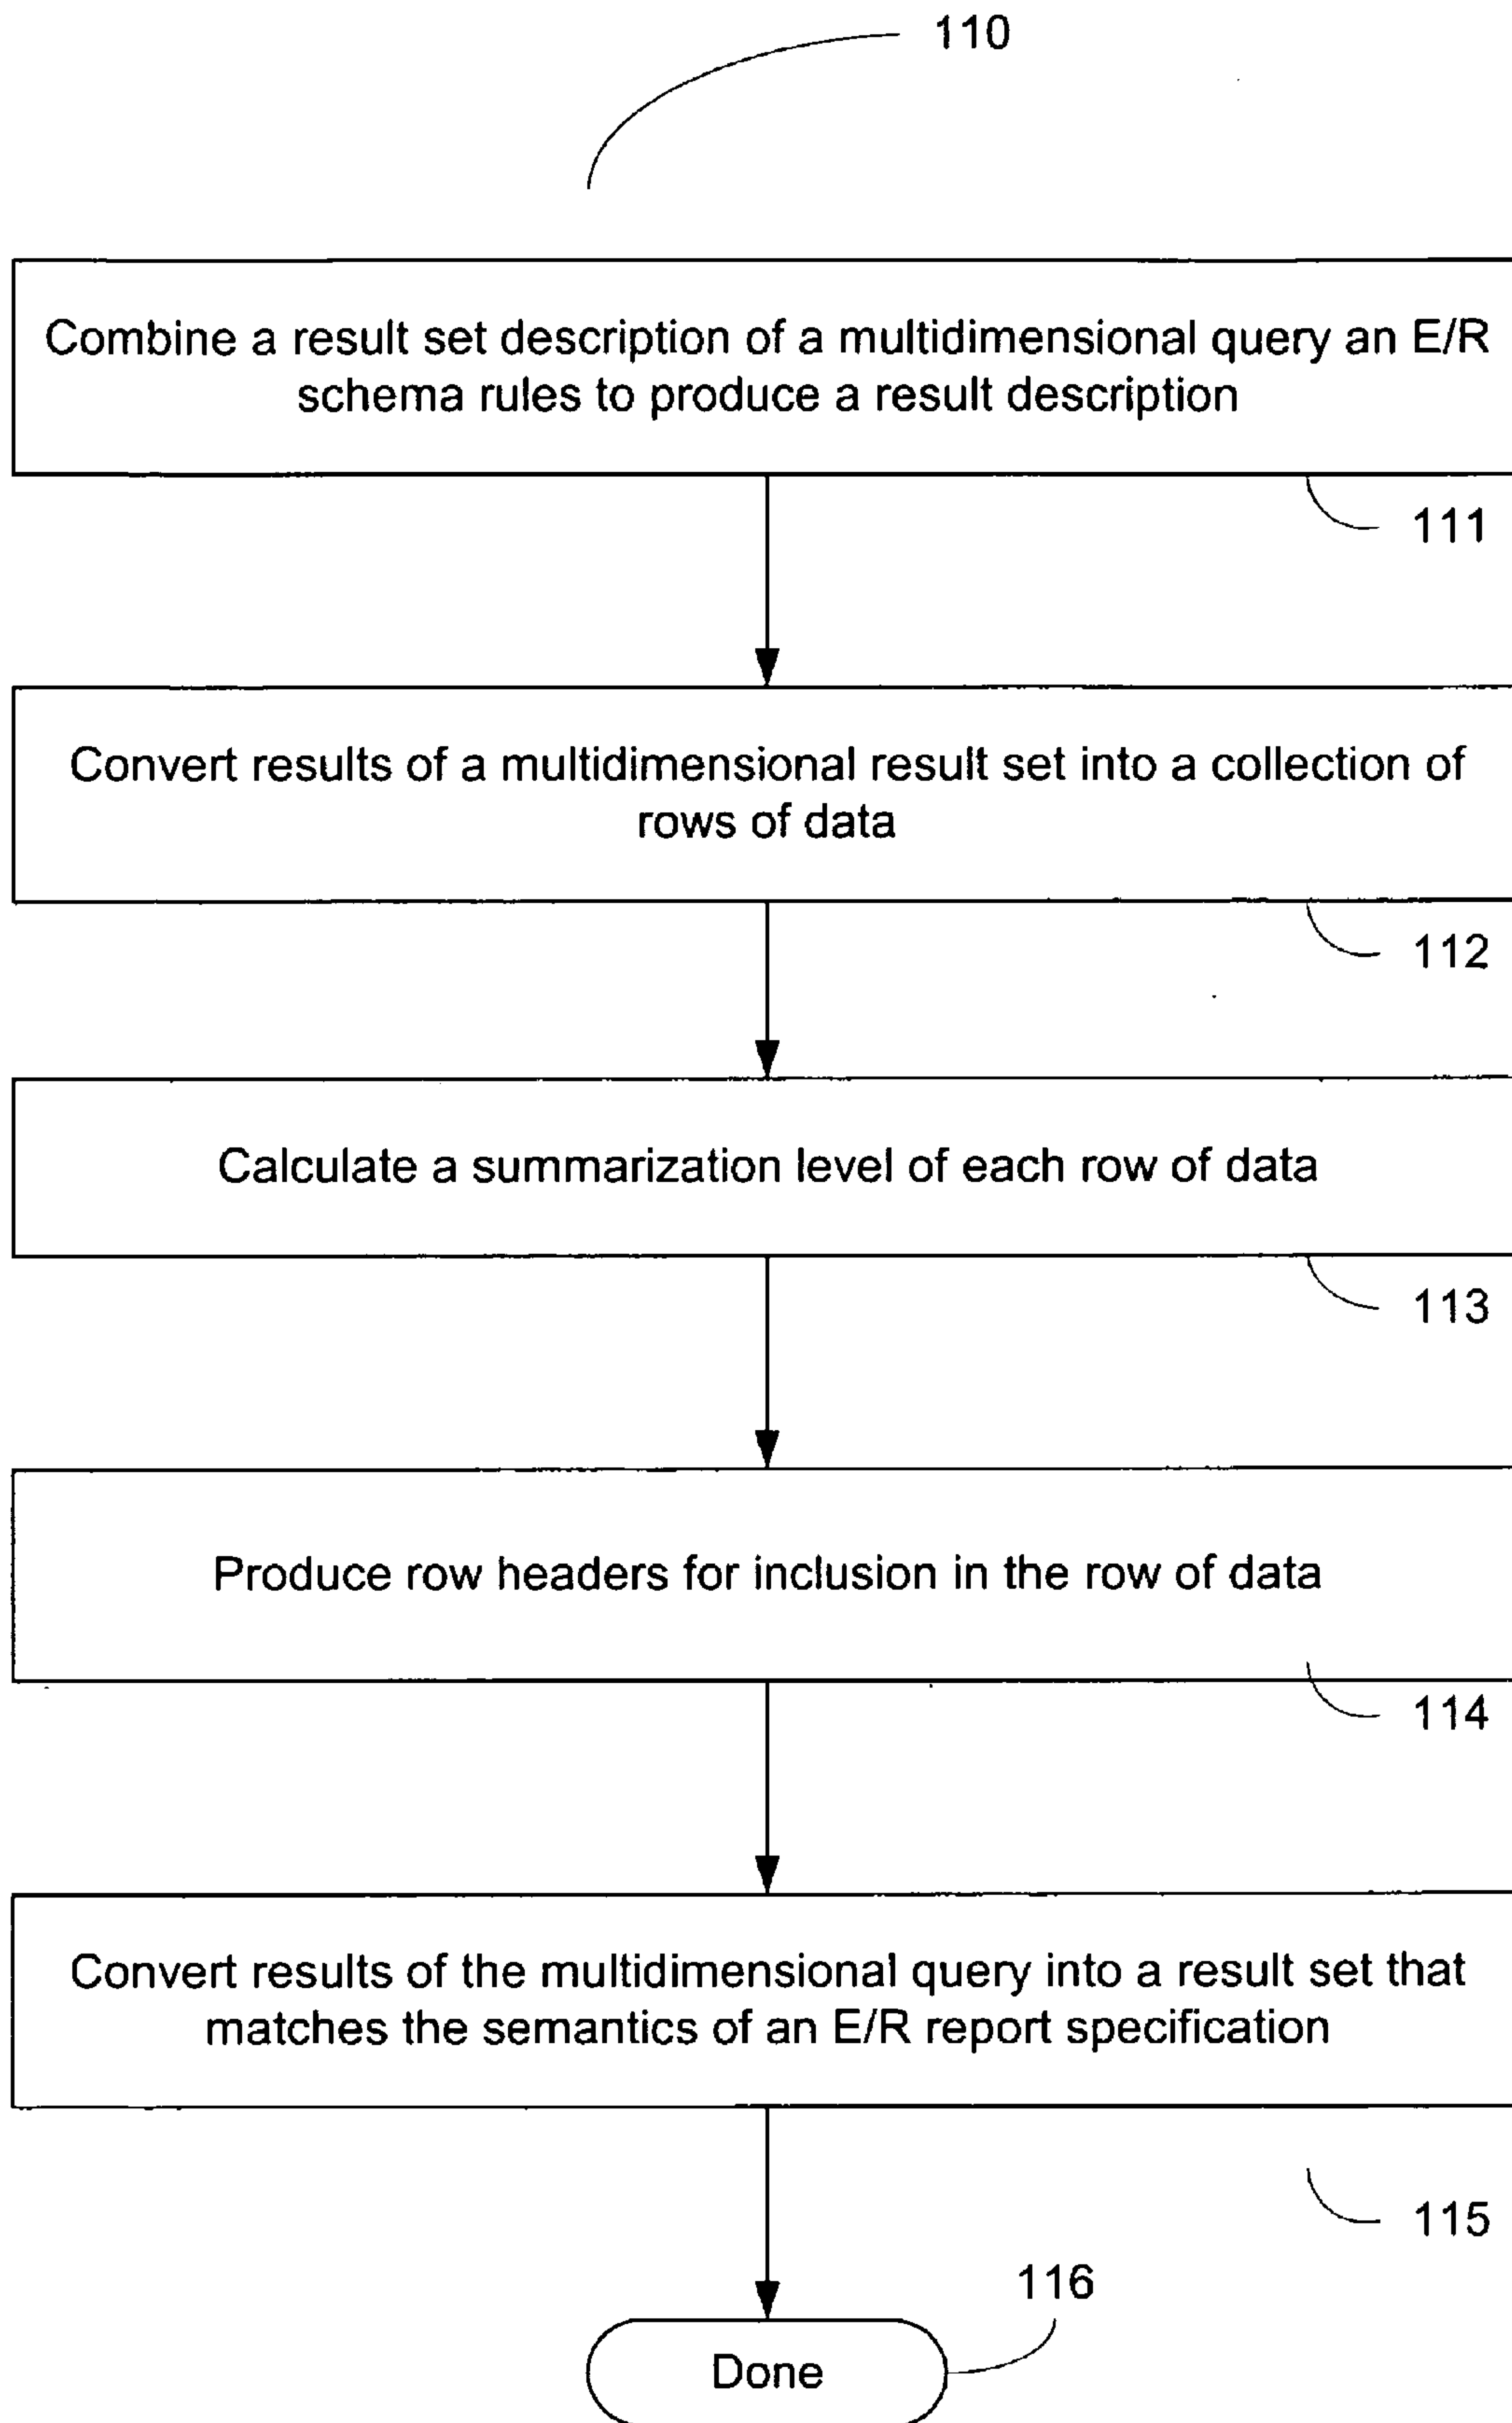 110
Combine a result set description of a multidimensional query an E/R
schema rules to produce a result description
111
Convert results of a multidimensional result set into a collection of
rows of data
112
Calculate a summarization level of each row of data
113
Produce row headers for inclusion in the row of data
114
Convert results of the multidimensional query into a result set that
matches the semantics of an E/R report specification
115
116
Done